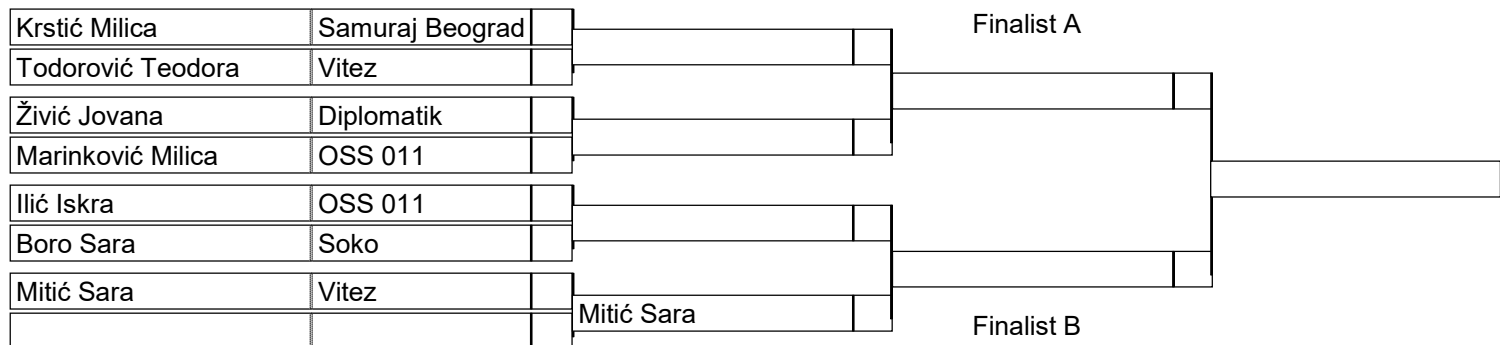 Krstić Milica Samuraj Beograd
Finalist A
Todorović Teodora Vitez
Živić Jovana Diplomatik
Marinković Milica OSS 011
Ilić Iskra OSS 011
Boro Sara Soko
Mitić Sara Vitez
Mitić Sara
Finalist B